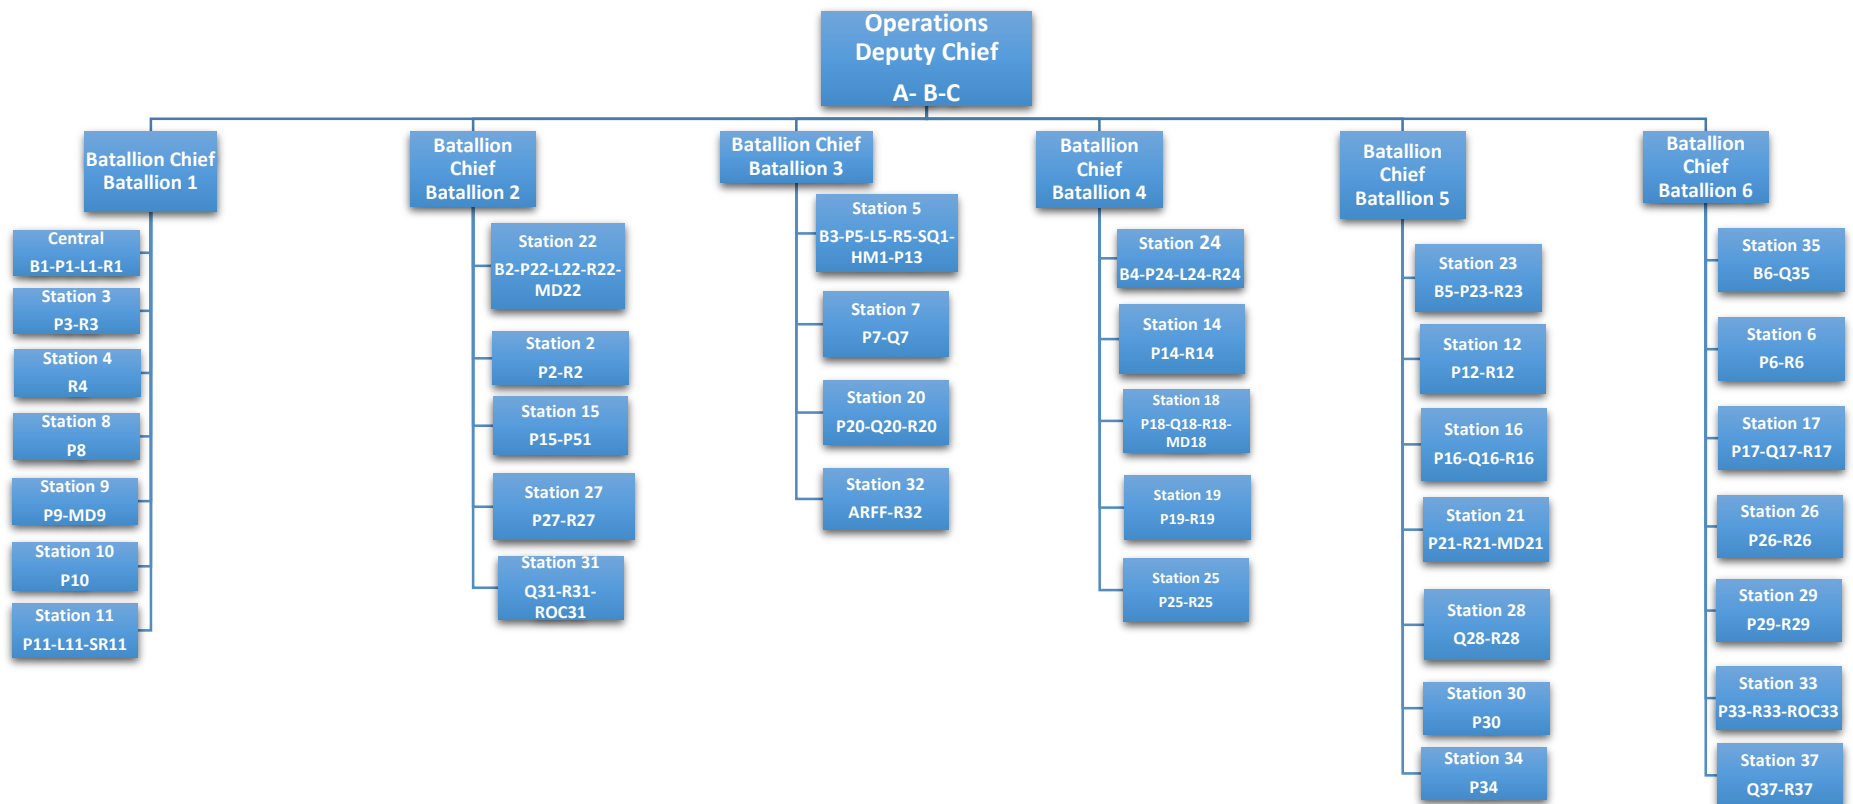 Operations
Deputy Chief
A- B-C
Batallion Chief
Batallion 1
Central
B1-P1-L1-R1
Station 3
P3-R3
Station 4
R4
Station 8
P8
Station 9
P9-MD9
Station 10
P10
Station 11
P11-L11-SR11
Batallion
Chief
Batallion 2
Station 22
B2-P22-L22-R22-
MD22
Station 2
P2-R2
Station 15
P15-P51
Station 27
P27-R27
Station 31
Q31-R31-
ROC31
Batallion Chief
Batallion 3
Station 5
B3-P5-L5-R5-SQ1-
HM1-P13
Station 7
P7-Q7
Station 20
P20-Q20-R20
Station 32
ARFF-R32
Batallion
Chief
Batallion 4
Station 24
B4-P24-L24-R24
Station 14
P14-R14
Station 18
P18-Q18-R18-
MD18
Station 19
P19-R19
Station 25
P25-R25
Batallion
Chief
Batallion 5
Station 23
B5-P23-R23
Station 12
P12-R12
Station 16
P16-Q16-R16
Station 21
P21-R21-MD21
Station 28
Q28-R28
Station 30
P30
Station 34
P34
Batallion
Chief
Batallion 6
Station 35
B6-Q35
Station 6
P6-R6
Station 17
P17-Q17-R17
Station 26
P26-R26
Station 29
P29-R29
Station 33
P33-R33-ROC33
Station 37
Q37-R37